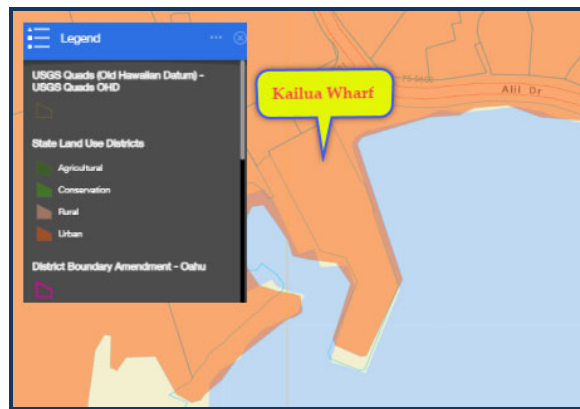 Legend
USGS Quads (Old Hawaiian Datum) -
USGS Quads OHD
State Land Use Districts
Agricultural
Conservation
Rural
Urban
District Boundary Amendment - Oahu
Kailua Wharf
Alii Dr